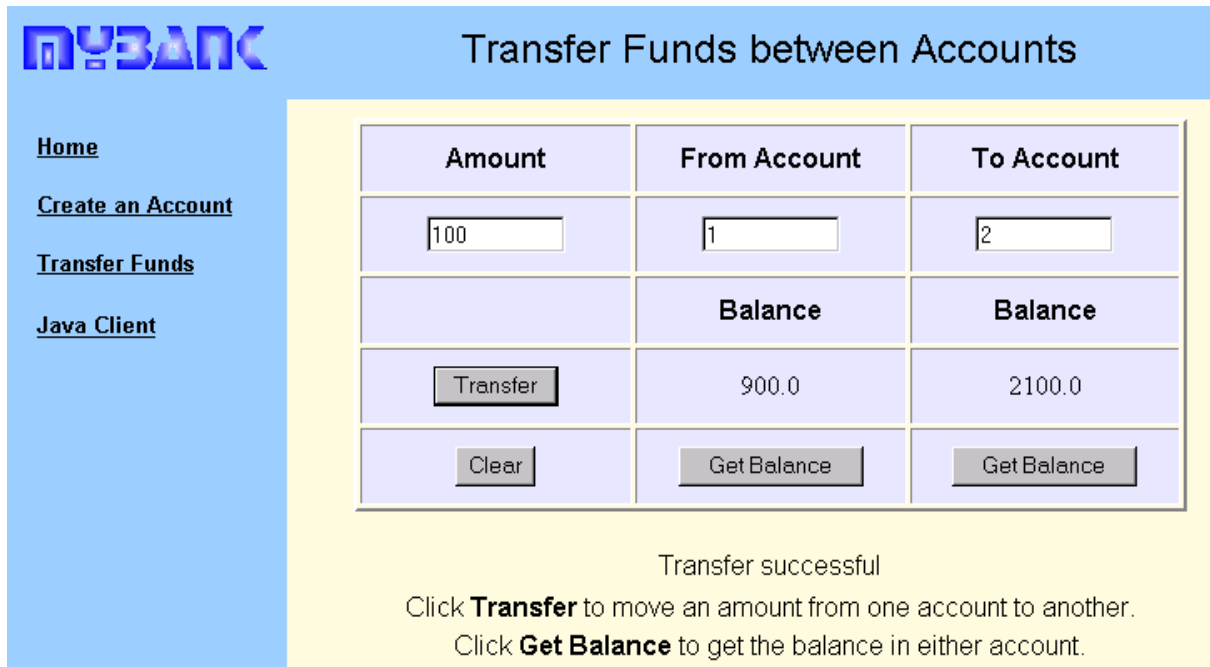 MYBANK
Transfer Funds between Accounts
Home
Create an Account
Transfer Funds
Java Client
Amount From Account To Account
100 1 2
Balance Balance
Transfer 900.0 2100.0
Clear Get Balance Get Balance
Transfer successful
Click Transfer to move an amount from one account to another.
Click Get Balance to get the balance in either account.